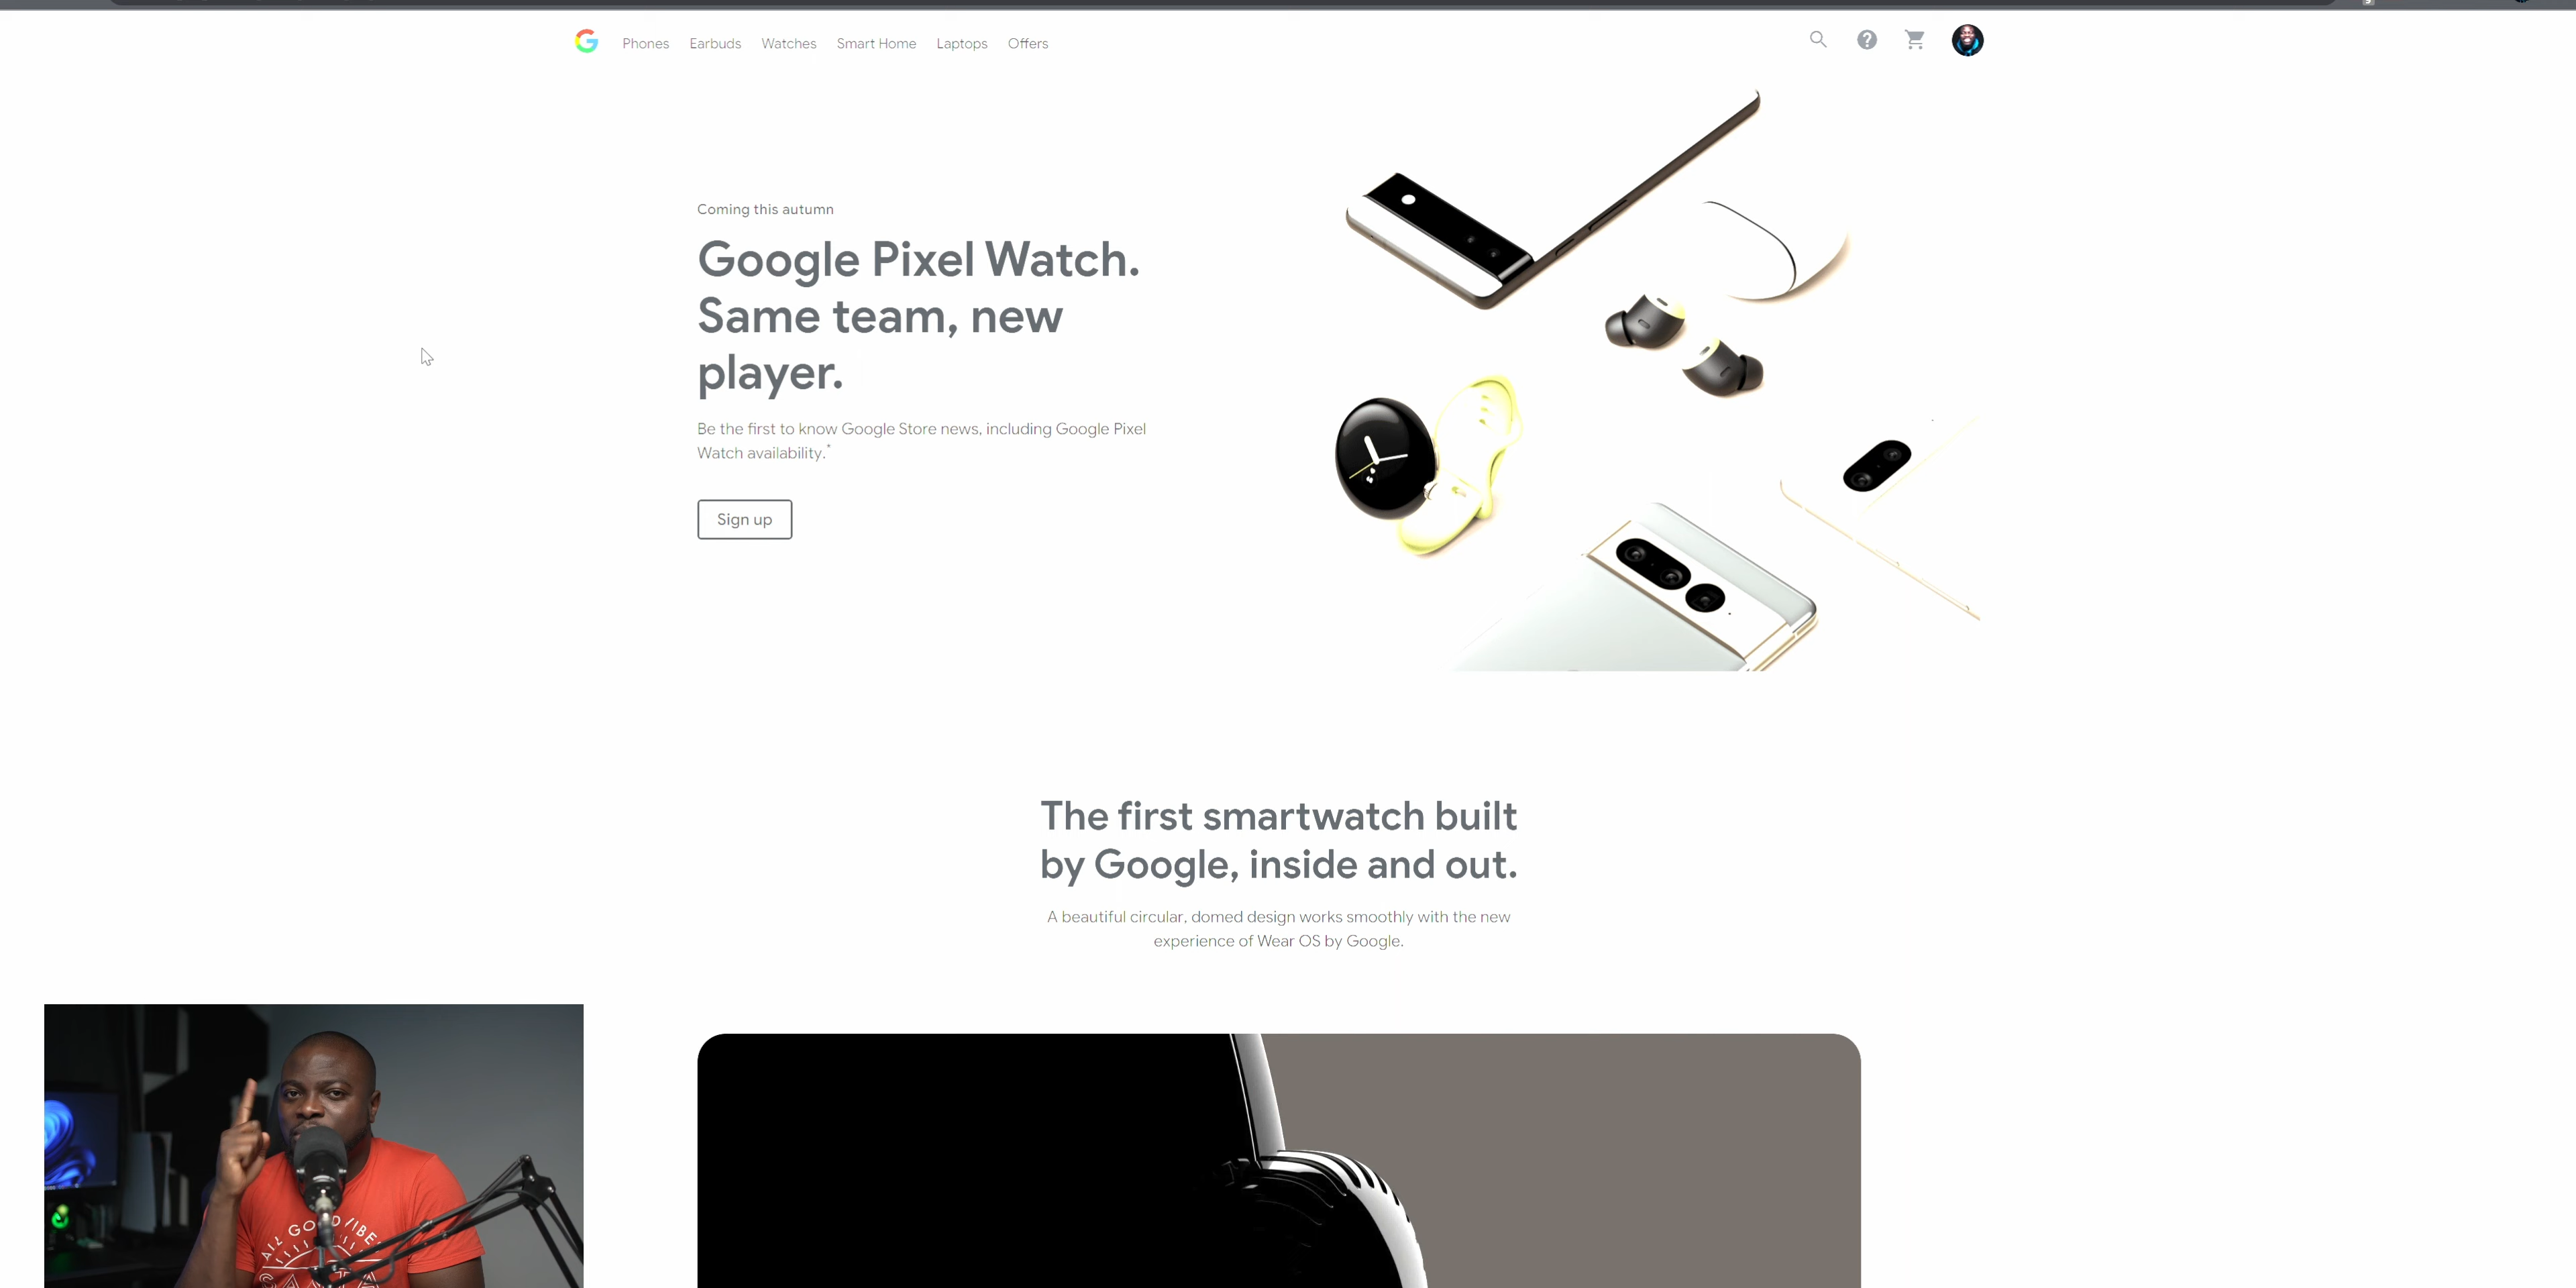 Phones Earbuds Watches Smart Home Laptops Offers
Coming this autumn
Google Pixel Watch.
Same team, new
player.
Be the first to know Google Store news, including Google Pixel
Watch availability.*
Sign up
The first smartwatch built
by Google, inside and out.
A beautiful circular, domed design works smoothly with the new
experience of Wear OS by Google.